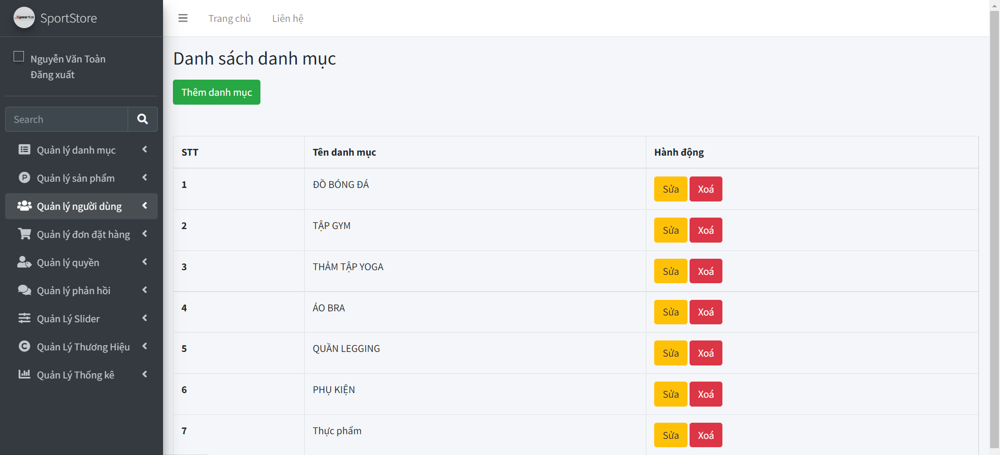 Sports
SportStore
Trang chủ
Liên hệ
Nguyễn Văn Toàn
Đăng xuất
Search
Quản lý danh mục
Quản lý sản phẩm
Quản lý người dùng
Quản lý đơn đặt hàng
Quản lý quyền
Quản lý phản hồi
Quản Lý Slider
Quản Lý Thương Hiệu
Quản Lý Thống kê
Danh sách danh mục
Thêm danh mục
STT Tên danh mục Hành động
1 ĐỒ BÓNG ĐÁ Sửa Xoá
2 TẬP GYM Sửa Xoá
3 THẢM TẬP YOGA Sửa Xoá
4 ÁO BRA Sửa Xoá
5 QUẦN LEGGING Sửa Xoá
6 PHỤ KIỆN Sửa Xoá
7 Thực phẩm Sửa Xoá